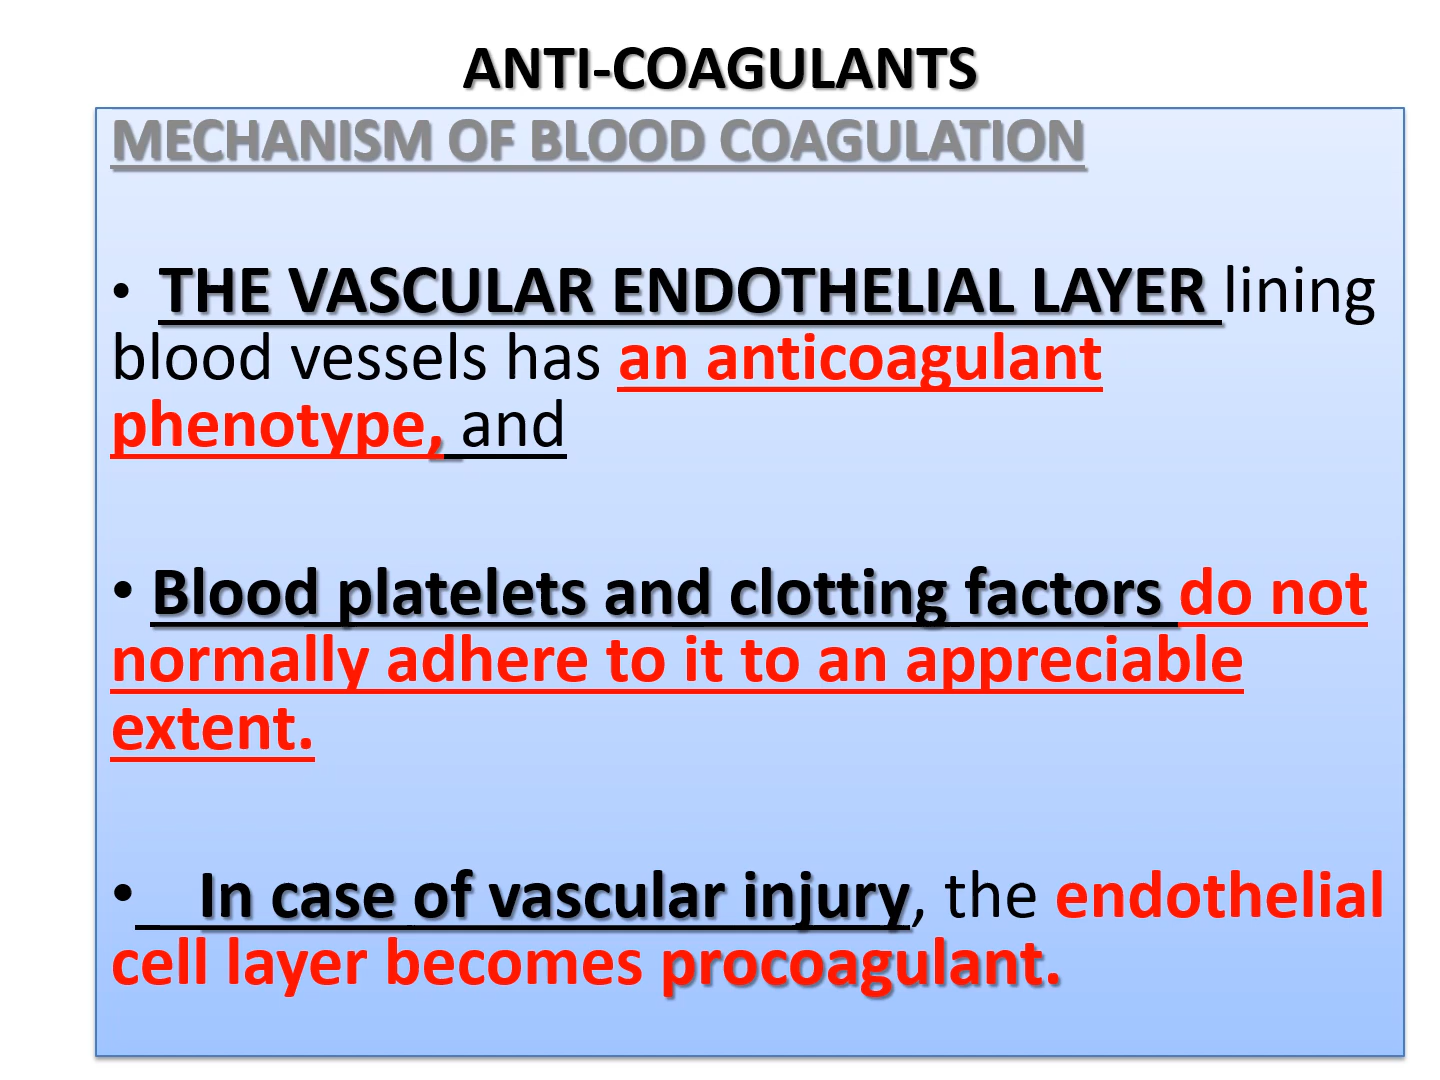 ANTI-COAGULANTS
MECHANISM OF BLOOD COAGULATION
• THE VASCULAR ENDOTHELIAL LAYER lining
blood vessels has an anticoagulant
phenotype, and
• Blood platelets and clotting factors do not
normally adhere to it to an appreciable
extent.
• In case of vascular injury, the endothelial
cell layer becomes procoagulant.